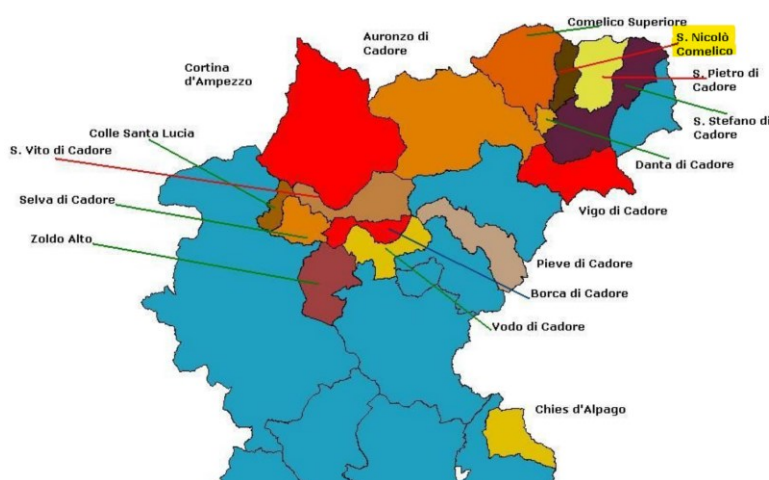 Comelico Superiore
Auronzo di
Cadore
S. Nicolò
Comelico
Cortina
d'Ampezzo
S. Pietro di
Cadore
Colle Santa Lucia
S. Stefano di
Cadore
S. Vito di Cadore
Danta di Cadore
Selva di Cadore
Vigo di Cadore
Zoldo Alto
Pieve di Cadore
Borca di Cadore
Vodo di Cadore
Chies d'Alpago